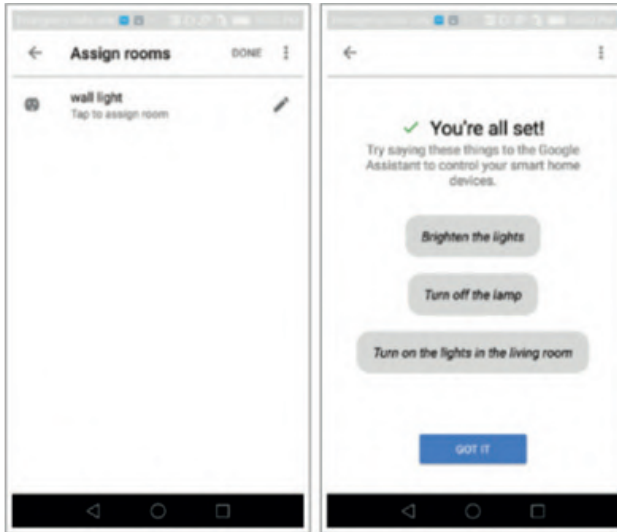 Assign rooms
DONE
wall light
Tap to assign room
You're all set!
Try saying these things to the Google
Assistant to control your smart home
devices.
Brighten the lights
Turn off the lamp
Turn on the lights in the living room
GOT IT